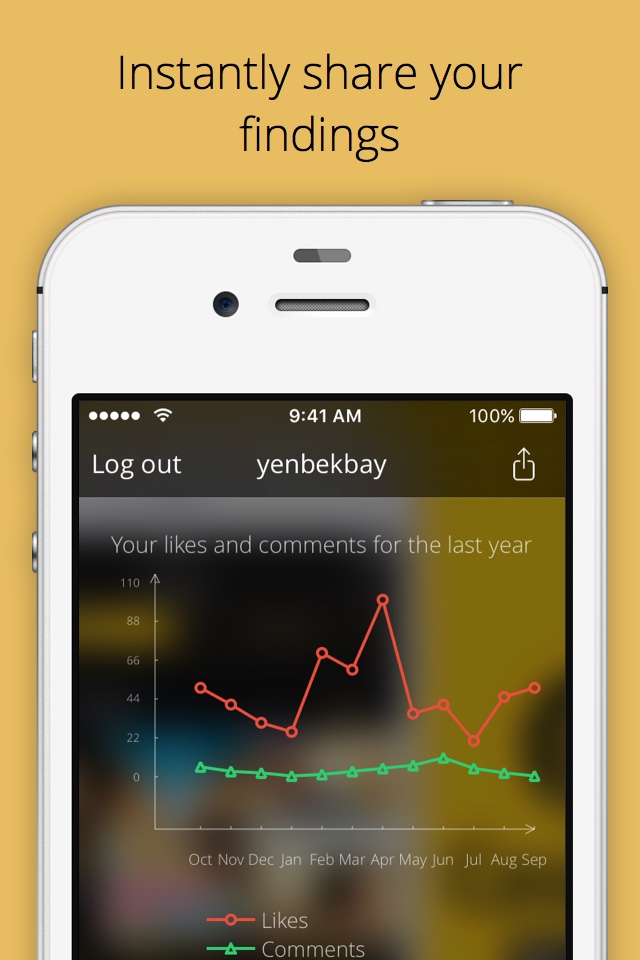 Instantly share your
findings
9:41 AM
100%
Log out
yenbekbay
Your likes and comments for the last year
110
88
66
44
22
0
Oct Nov Dec Jan Feb Mar Apr May Jun Jul Aug Sep
Likes
Comments